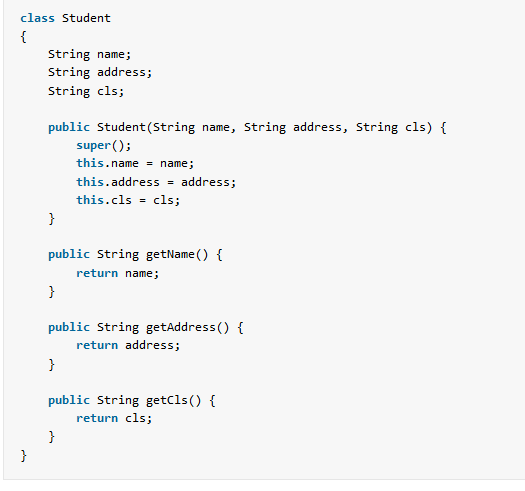 class Student
{
    String name;
    String address;
    String cls;

    public Student(String name, String address, String cls) {
        super();
        this.name = name;
        this.address = address;
        this.cls = cls;
    }

    public String getName() {
        return name;
    }

    public String getAddress() {
        return address;
    }

    public String getCls() {
        return cls;
    }
}